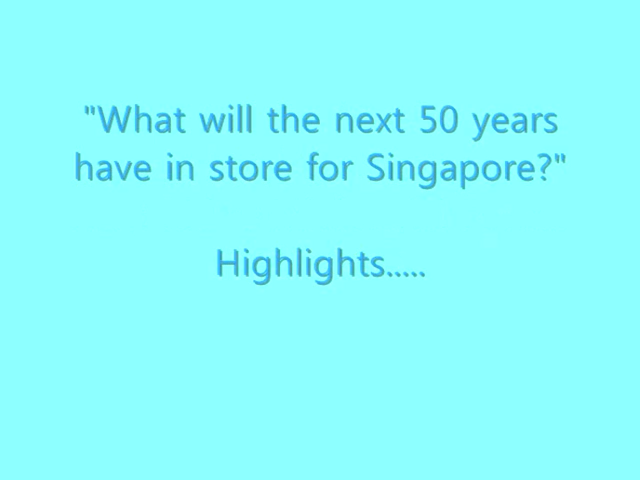 "What will the next 50 years
have in store for Singapore?"
Highlights.....